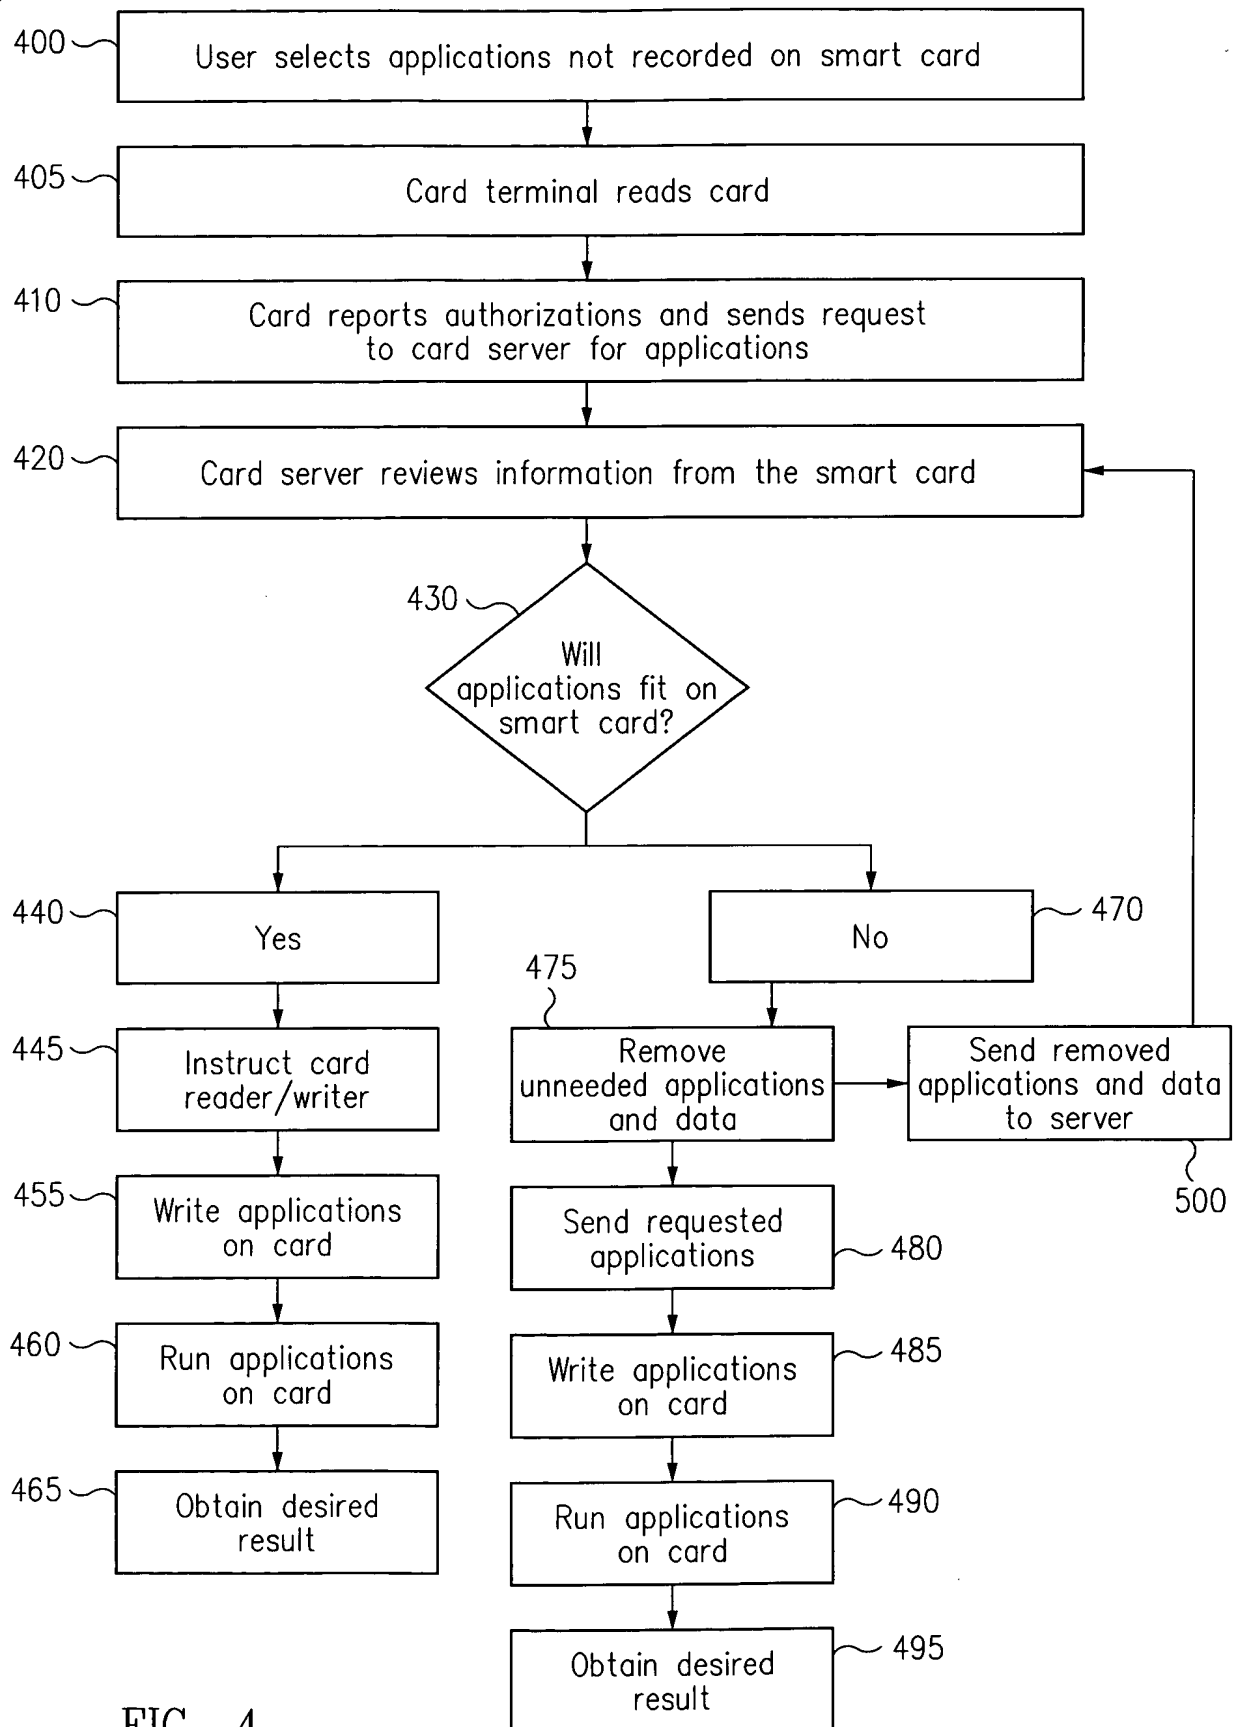 400
User selects applications not recorded on smart card
405
Card terminal reads card
410
Card reports authorizations and sends request
to card server for applications
420
Card server reviews information from the smart card
430
Will
applications fit on
smart card?
440
Yes
470
No
475
445
Instruct card
reader/writer
Remove
unneeded applications
and data
Send removed
applications and data
to server
500
455
Write applications
on card
Send requested
applications
480
460
Run applications
on card
Write applications
on card
485
465
Obtain desired
result
Run applications
on card
490
Obtain desired
result
495
FIG. 4